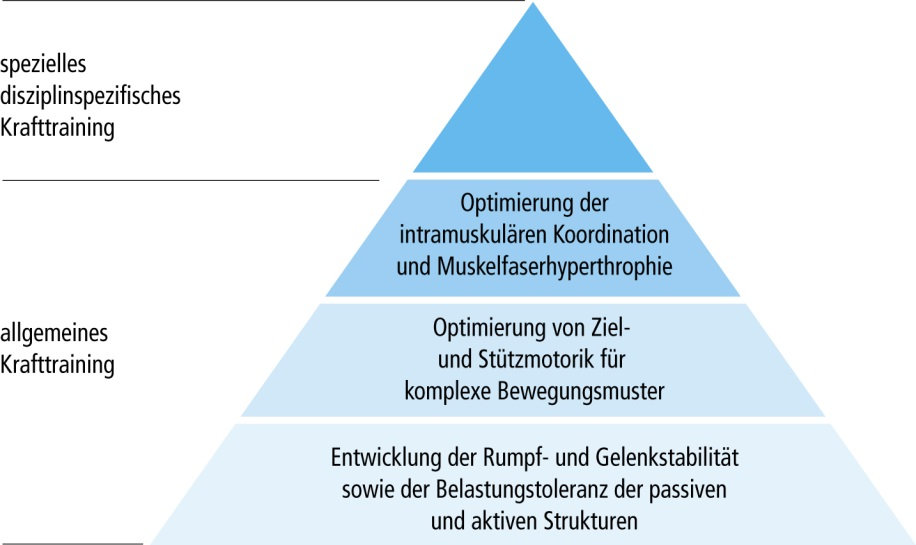 spezielles
disziplinspezifisches
Krafttraining
Optimierung der
intramuskulären Koordination
und Muskelfaserhyperthrophie
allgemeines
Krafttraining
Optimierung von Ziel-
und Stützmotorik für
komplexe Bewegungsmuster
Entwicklung der Rumpf- und Gelenkstabilität
sowie der Belastungstoleranz der passiven
und aktiven Strukturen